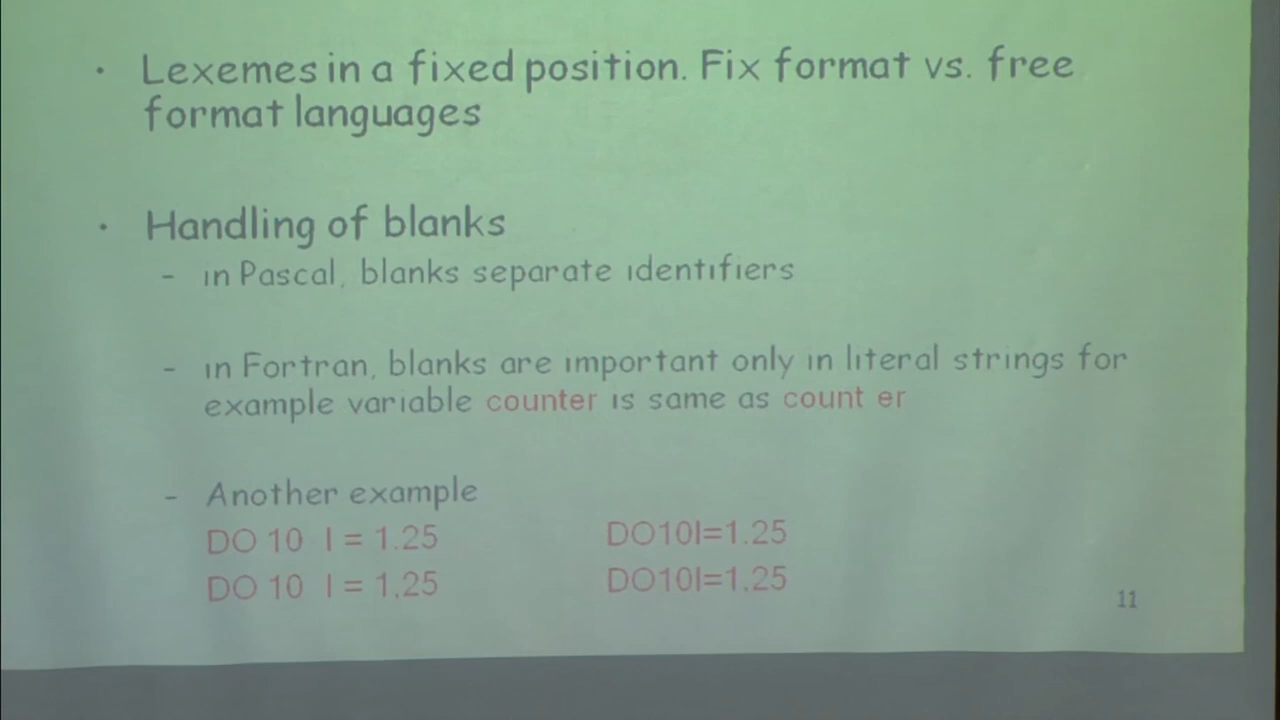 • Lexemes in a fixed position. Fix format vs. free
format languages
• Handling of blanks
- in Pascal, blanks separate identifiers
- in Fortran, blanks are important only in literal strings for
example variable counter is same as count er
- Another example
DO 10 I = 1.25 DO10I=1.25
DO 10 I = 1.25 DO10I=1.25
11